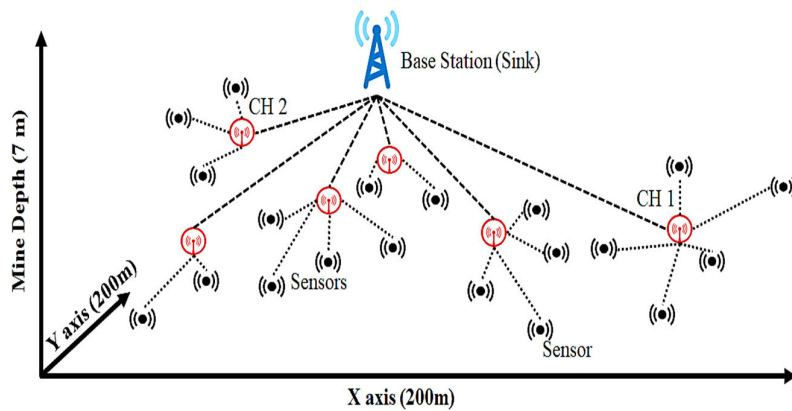 Base Station (Sink)
CH 2
CH 1
Sensors
Sensor
Mine Depth (7 m)
Y axis (200m)
X axis (200m)